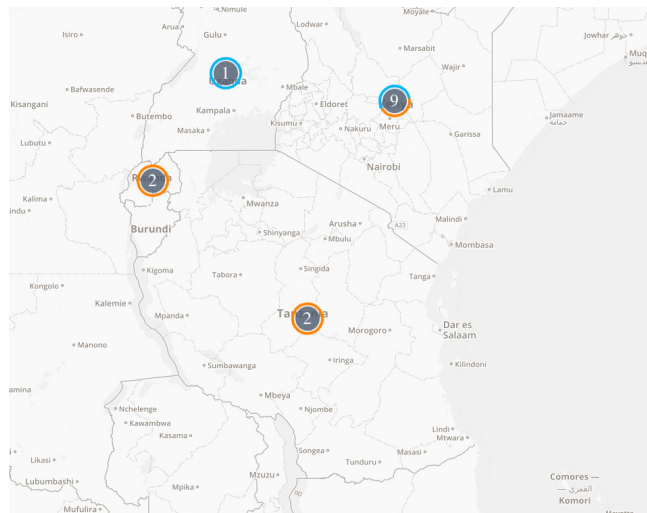 Nimule
Arua
Lodwar
Moyale
Isiro
Gulu
Jowhar جوهر
Marsabit
Wajir
1
Mbale
Bafwasende
Kisangani
Eldoret
9
Kampala
Butembo
Kisumu
Meru
Jamaame
جمامه
Masaka
Nakuru
Garissa
Lubutu
Nairobi
2
Kalima
Lamu
Mwanza
Malindi
Burundi
Shinyanga
Arusha
A23
Mbulu
Mombasa
Kigoma
Tabora
Singida
Tanga
Kongolo
Kalemie
Mpanda
2
Morogoro
Dar es
Salaam
Manono
Iringa
Sumbawanga
Kilindoni
Mbeya
Nchelenge
Njombe
Kawambwa
Kasama
Lindi
Mtwara
Songea
Masasi
Likasi
Tunduru
Lubumbashi
Mzuzu
Mpika
Comores —
القمري —
Komori
Mufulira